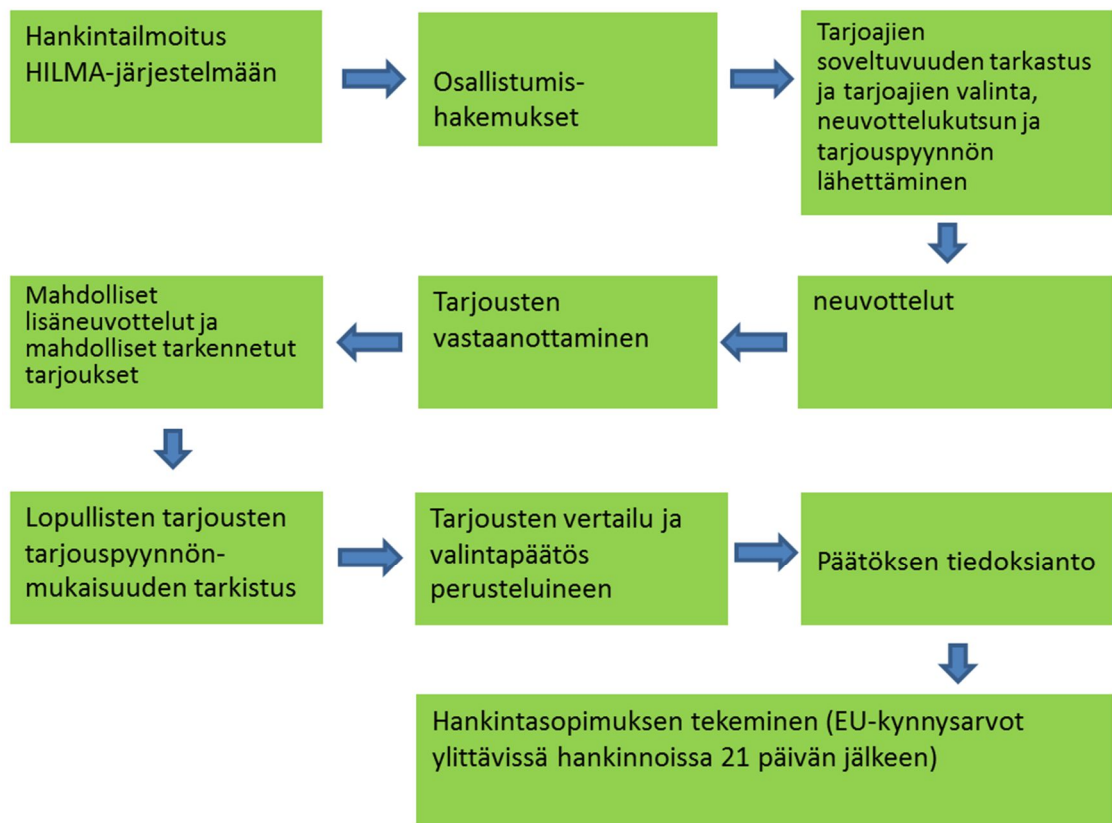 Hankintailmoitus
HILMA-järjestelmään
Osallistumis-
hakemukset
Tarjoajien
soveltuvuuden tarkastus
ja tarjoajien valinta,
neuvottelukutsun ja
tarjouspyynnön
lähettäminen
neuvottelut
Tarjousten
vastaanottaminen
Mahdolliset
lisäneuvottelut ja
mahdolliset tarkennetut
tarjoukset
Lopullisten tarjousten
tarjouspyynnön-
mukaisuuden tarkistus
Tarjousten vertailu ja
valintapäätös
perusteluineen
Päätöksen tiedoksianto
Hankintasopimuksen tekeminen (EU-kynnysarvot
ylittävissä hankinnoissa 21 päivän jälkeen)